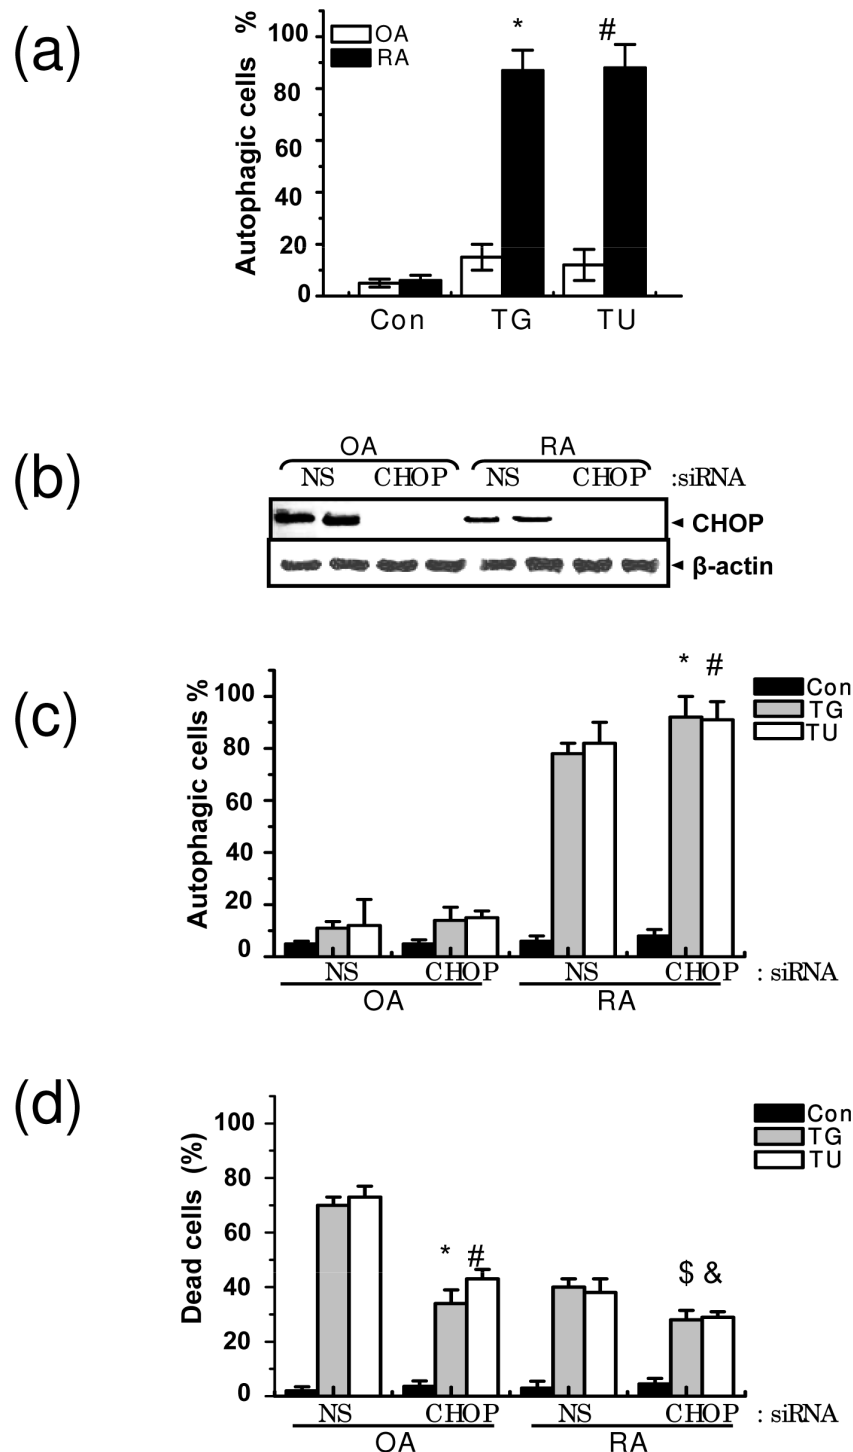 (a)
Autophagic cells %
100
80
60
40
20
0
OA
RA
*
#
Con TG TU
(b)
OA RA
NS CHOP NS CHOP :siRNA
CHOP
β-actin
(c)
Autophagic cells %
100
80
60
40
20
0
* #
Con
TG
TU
NS CHOP NS CHOP : siRNA
OA RA
(d)
Dead cells (%)
100
80
60
40
20
0
* #
$ &
Con
TG
TU
NS CHOP NS CHOP : siRNA
OA RA